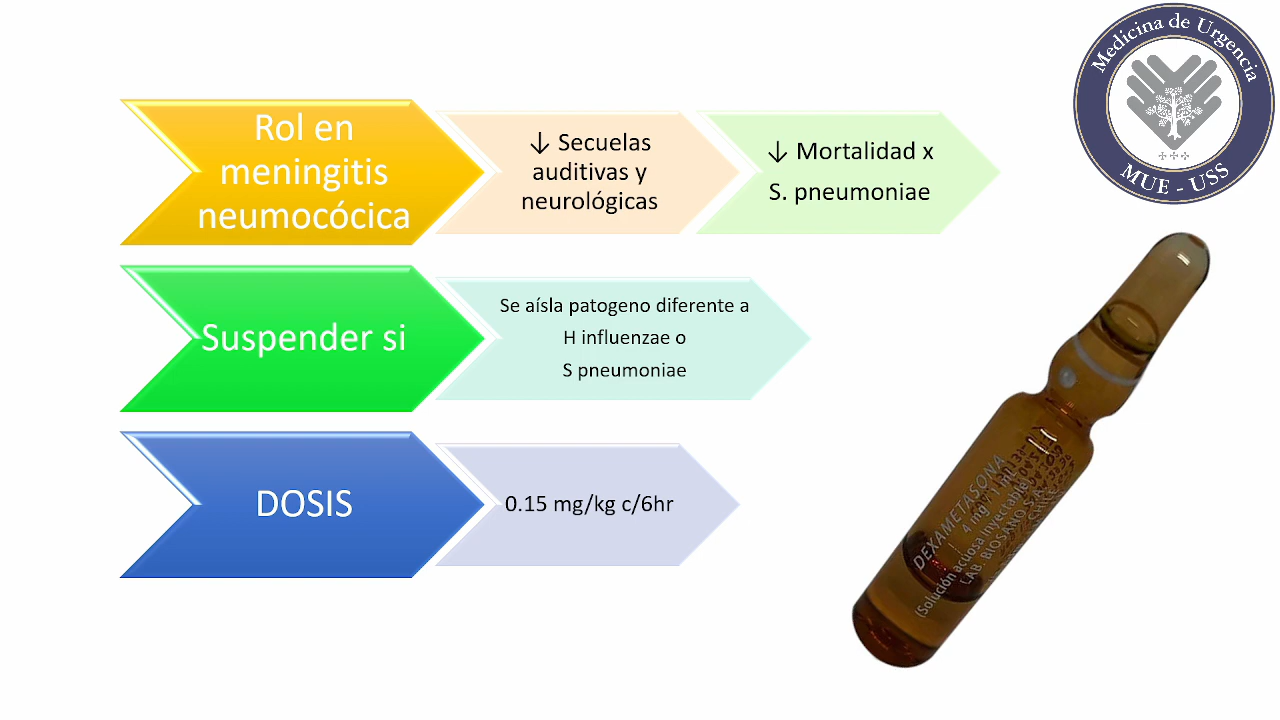 Medicina de Urgencia
MUE - USS
Rol en
meningitis
neumocócica
↓ Secuelas
auditivas y
neurológicas
↓ Mortalidad x
S. pneumoniae
Suspender si
Se aísla patogeno diferente a
H influenzae o
S pneumoniae
DOSIS
0.15 mg/kg c/6hr
DEXAMETASONA
4 mg / 1 mL
(Solución acuosa Inyectable)
LAB. BIOSANO S.A.